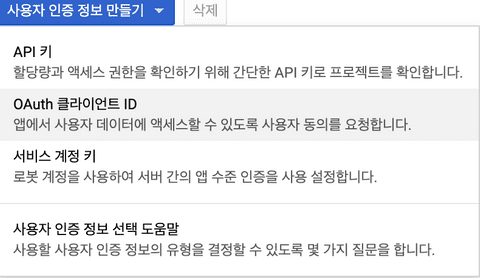 사용자 인증 정보 만들기 삭제
API 키
할당량과 액세스 권한을 확인하기 위해 간단한 API 키로 프로젝트를 확인합니다.
OAuth 클라이언트 ID
앱에서 사용자 데이터에 액세스할 수 있도록 사용자 동의를 요청합니다.
서비스 계정 키
로봇 계정을 사용하여 서버 간의 앱 수준 인증을 사용 설정합니다.
사용자 인증 정보 선택 도움말
사용할 사용자 인증 정보의 유형을 결정할 수 있도록 몇 가지 질문을 합니다.